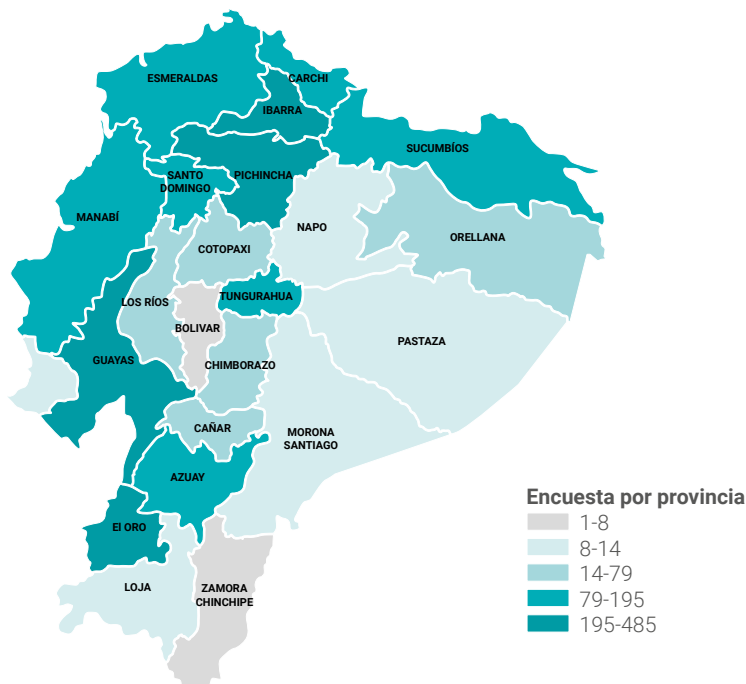 ESMERALDAS
CARCHI
IBARRA
SUCUMBÍOS
SANTO
DOMINGO
PICHINCHA
MANABÍ
NAPO
ORELLANA
COTOPAXI
LOS RÍOS
TUNGURAHUA
BOLIVAR
PASTAZA
GUAYAS
CHIMBORAZO
CAÑAR
MORONA
SANTIAGO
AZUAY
El ORO
LOJA
ZAMORA
CHINCHIPE
Encuesta por provincia
1-8
8-14
14-79
79-195
195-485